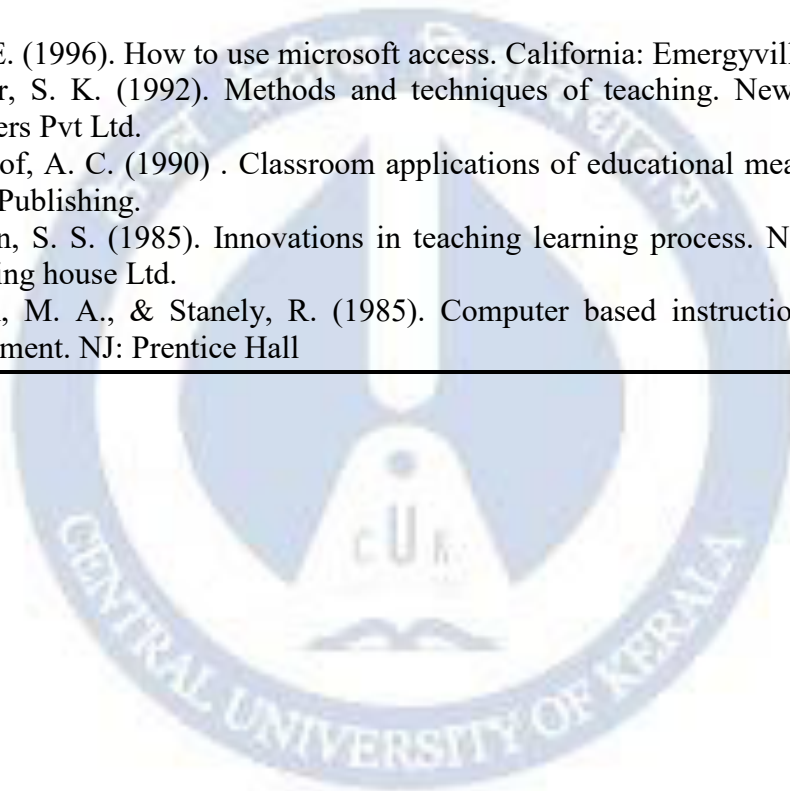 E. (1996). How to use microsoft access. California: Emergyvill
r, S. K. (1992). Methods and techniques of teaching. New
ers Pvt Ltd.
of, A. C. (1990) . Classroom applications of educational mea
Publishing.
n, S. S. (1985). Innovations in teaching learning process. N
ing house Ltd.
, M. A., & Stanely, R. (1985). Computer based instructio
ment. NJ: Prentice Hall
CUK
CENTRAL UNIVERSITY OF KERALA